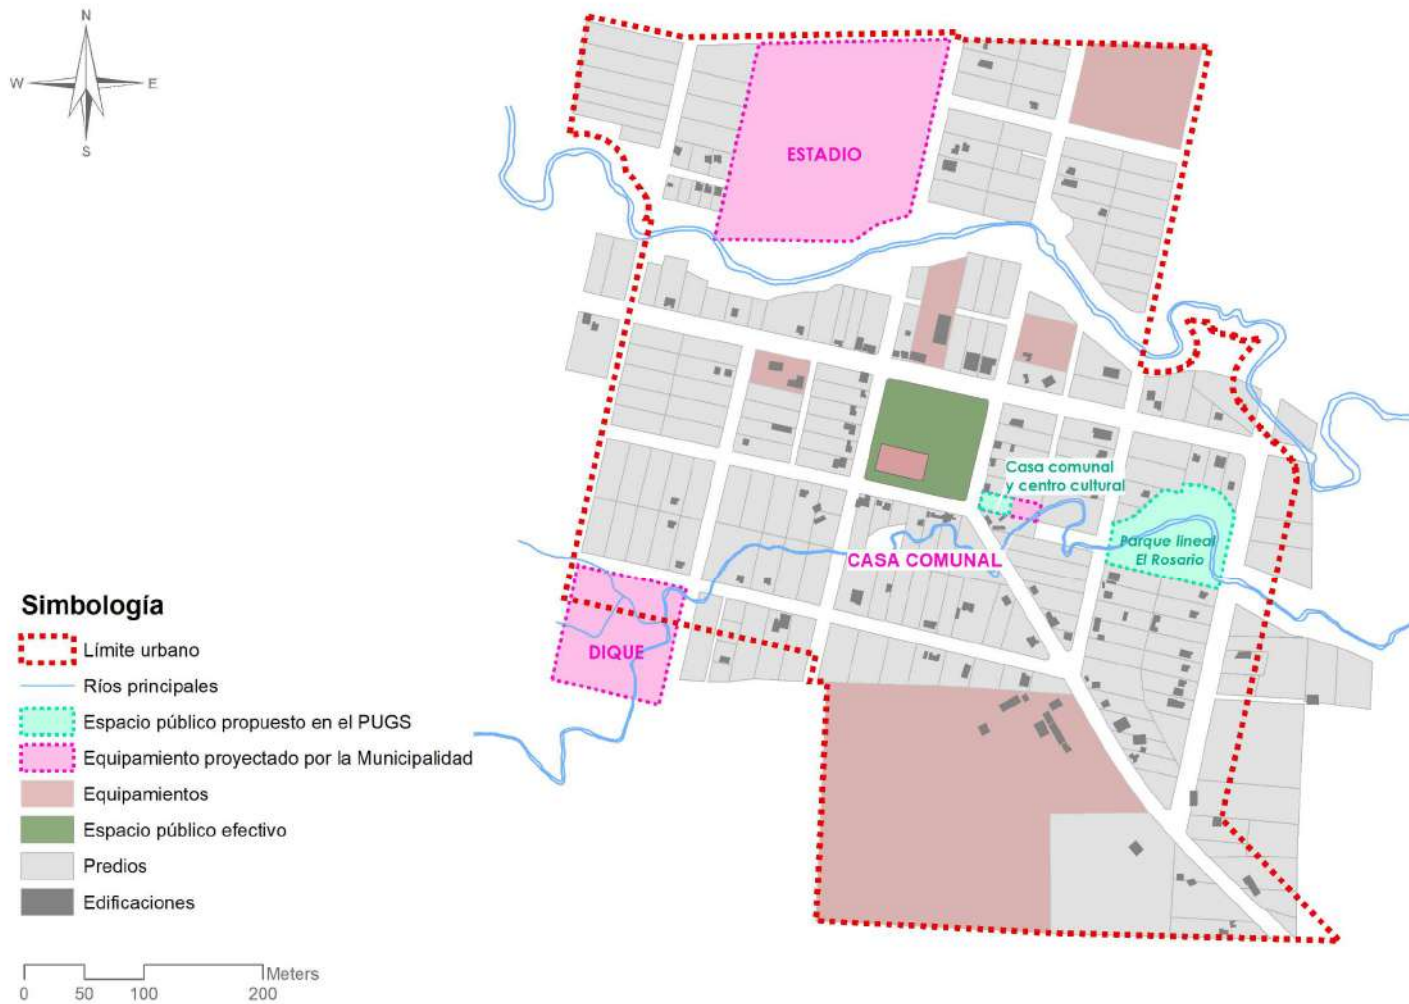 N
W
E
S
ESTADIO
Casa comunal
y centro cultural
Parque lineal
El Rosario
CASA COMUNAL
DIQUE
Simbología
Límite urbano
Ríos principales
Espacio público propuesto en el PUGS
Equipamiento proyectado por la Municipalidad
Equipamientos
Espacio público efectivo
Predios
Edificaciones
Meters
0 50 100 200